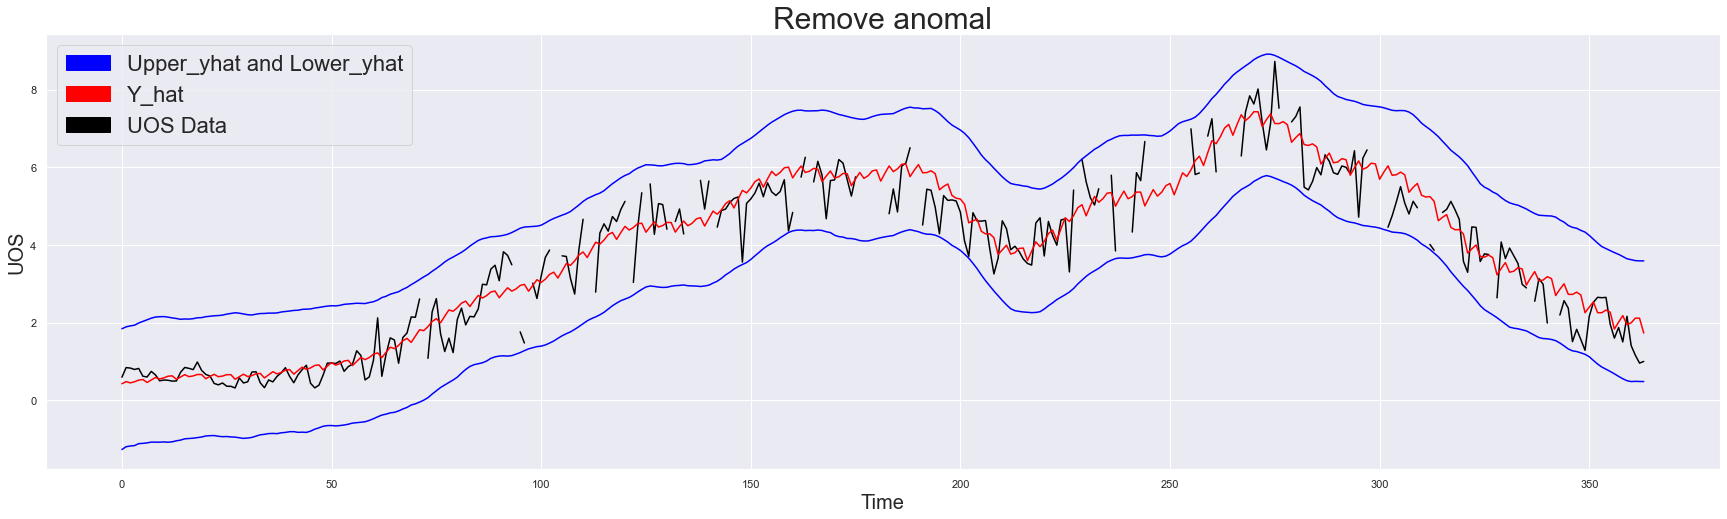 Remove anomal
Upper_yhat and Lower_yhat
Y_hat
UOS Data
UOS
8
6
4
2
0
0 50 100 150 200 250 300 350
Time